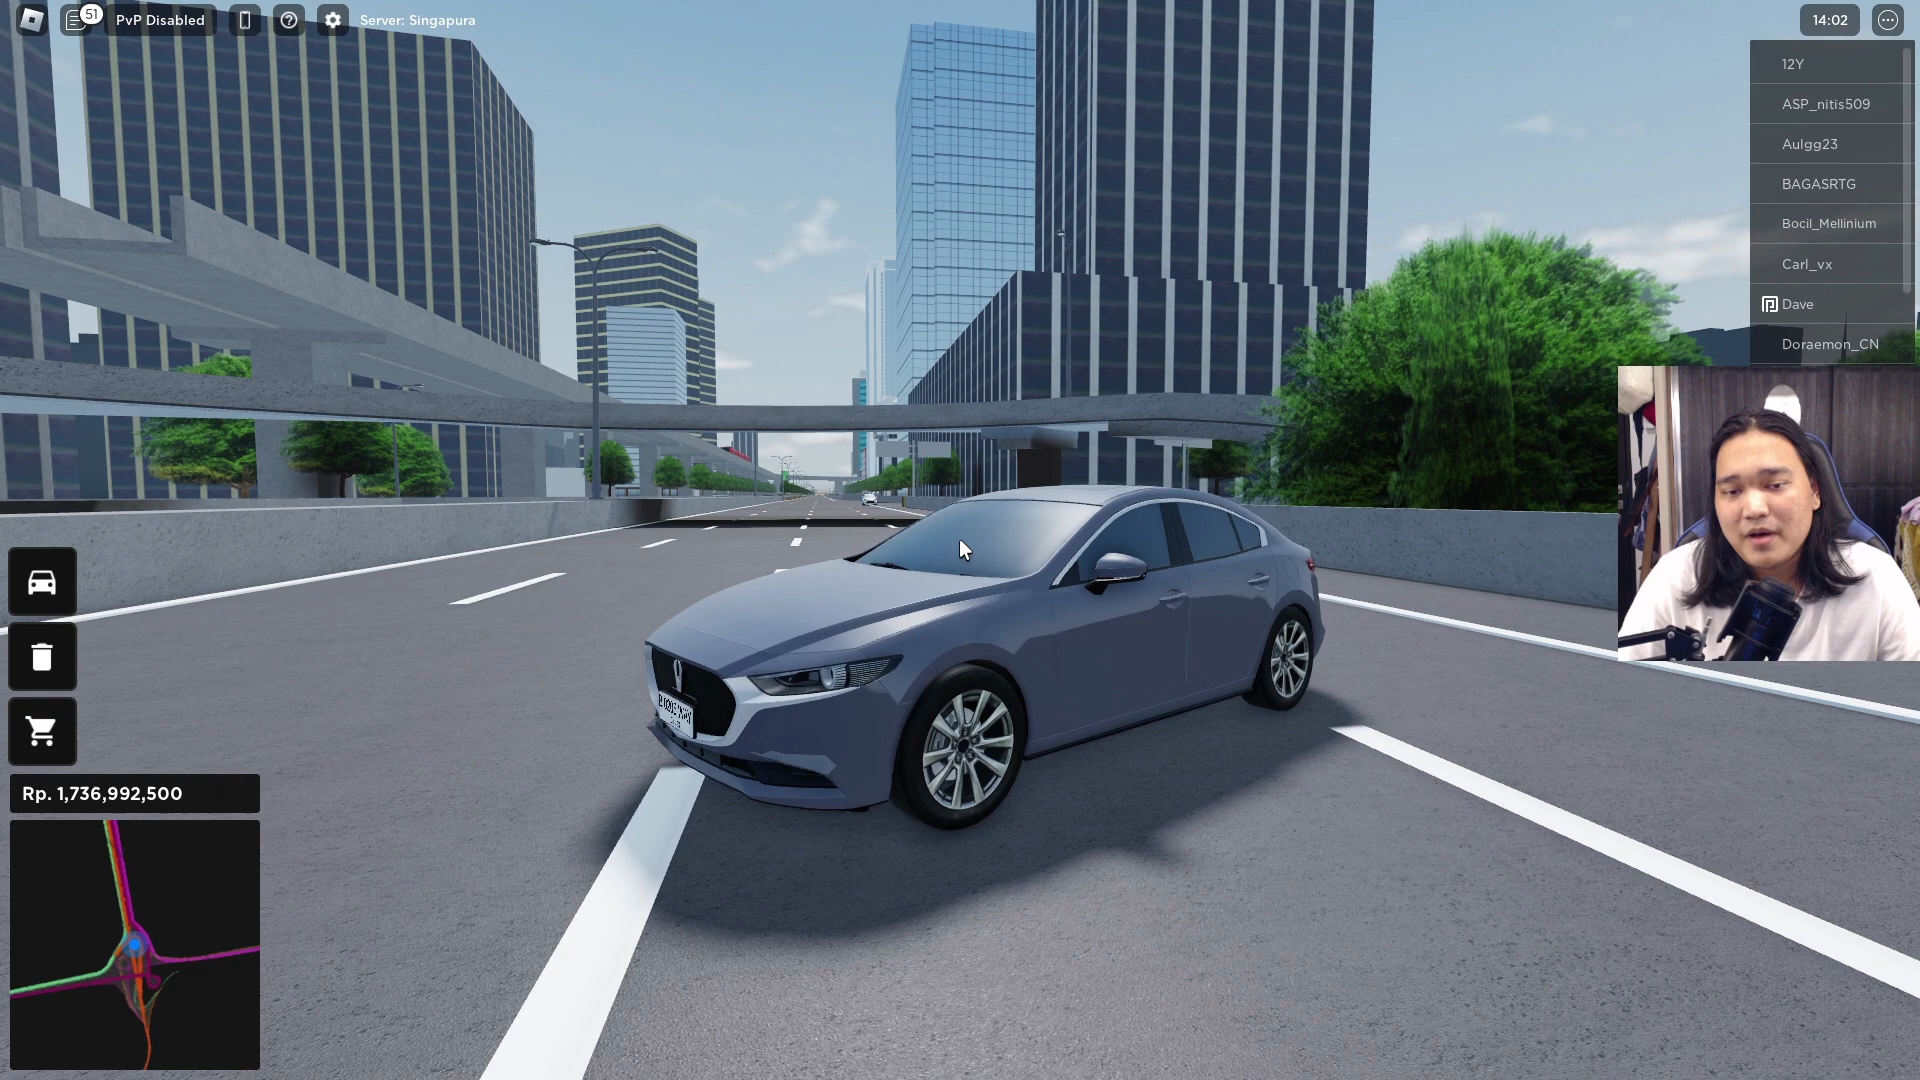 51
PvP Disabled
Server: Singapura
14:02
12Y
ASP_nitis509
Aulgg23
BAGASRTG
Bocil_Mellinium
Carl_vx
Dave
Doraemon_CN
Rp. 1,736,992,500